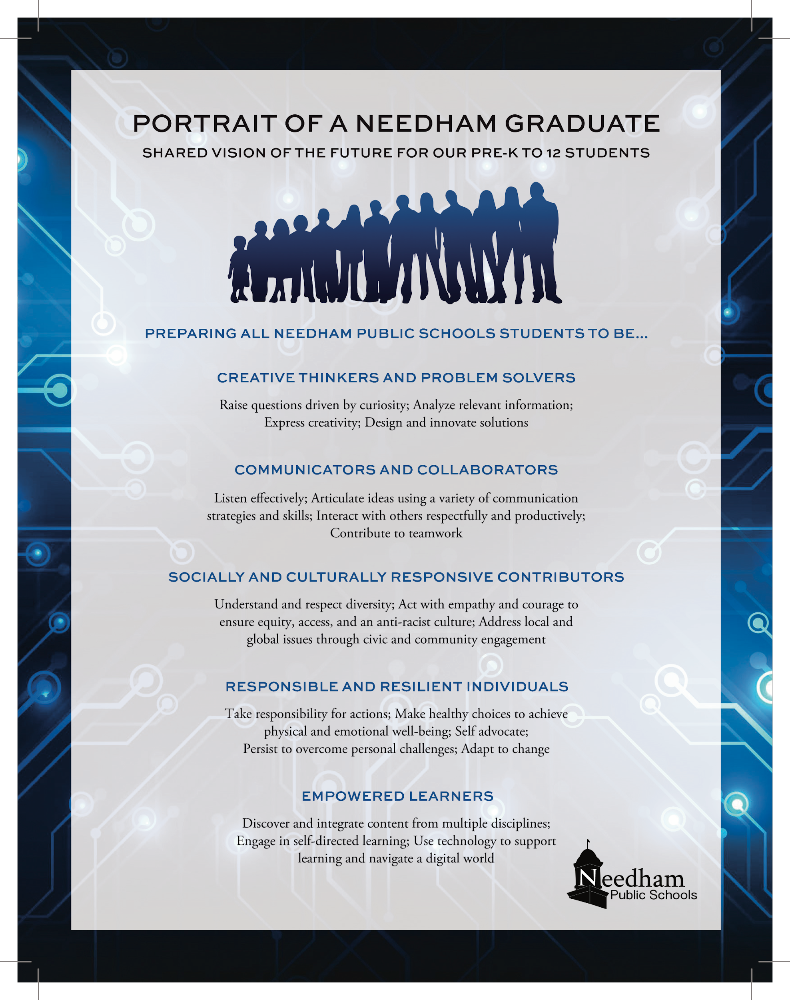 PORTRAIT OF A NEEDHAM GRADUATE
SHARED VISION OF THE FUTURE FOR OUR PRE-K TO 12 STUDENTS
PREPARING ALL NEEDHAM PUBLIC SCHOOLS STUDENTS TO BE...
CREATIVE THINKERS AND PROBLEM SOLVERS
Raise questions driven by curiosity; Analyze relevant information;
Express creativity; Design and innovate solutions
COMMUNICATORS AND COLLABORATORS
Listen effectively; Articulate ideas using a variety of communication
strategies and skills; Interact with others respectfully and productively;
Contribute to teamwork
SOCIALLY AND CULTURALLY RESPONSIVE CONTRIBUTORS
Understand and respect diversity; Act with empathy and courage to
ensure equity, access, and an anti-racist culture; Address local and
global issues through civic and community engagement
RESPONSIBLE AND RESILIENT INDIVIDUALS
Take responsibility for actions; Make healthy choices to achieve
physical and emotional well-being; Self advocate;
Persist to overcome personal challenges; Adapt to change
EMPOWERED LEARNERS
Discover and integrate content from multiple disciplines;
Engage in self-directed learning; Use technology to support
learning and navigate a digital world
Needham
Public Schools